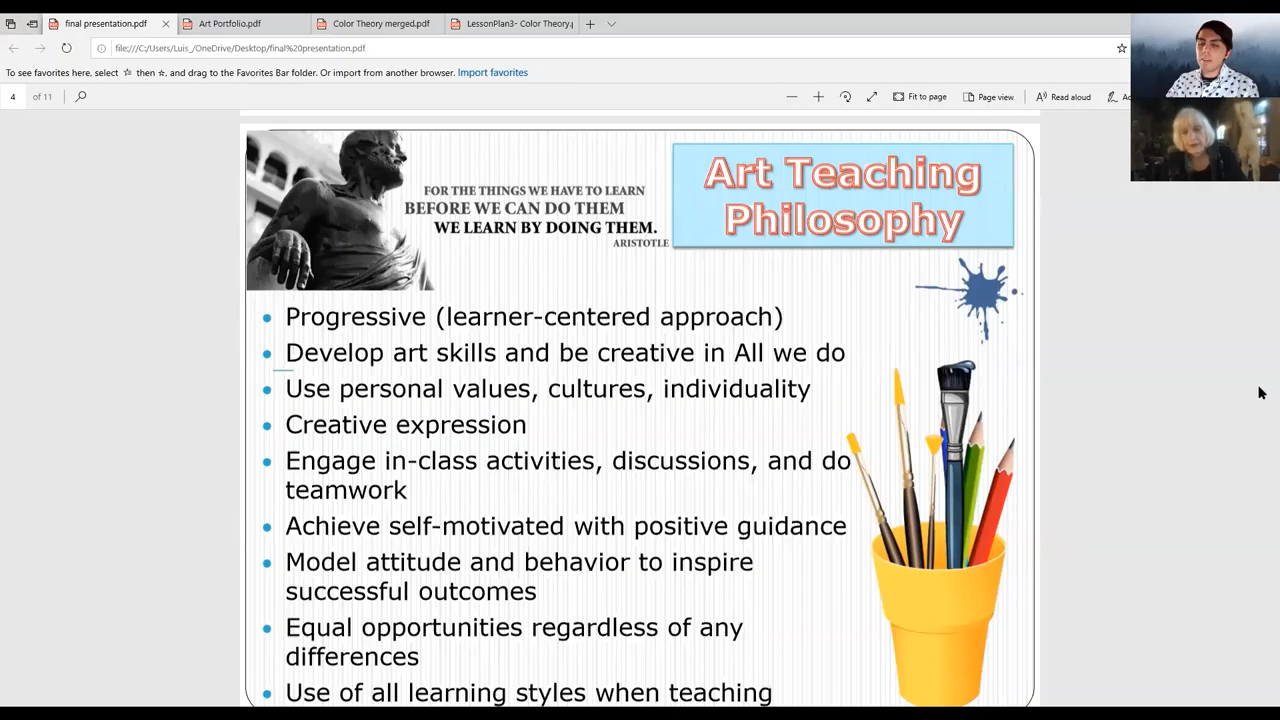 final presentation.pdf
Art Portfolio.pdf
Color Theory merged.pdf
LessonPlan3- Color Theory.p
file:///C:/Users/Luis_/OneDrive/Desktop/final%20presentation.pdf
To see favorites here, select then, and drag to the Favorites Bar folder. Or import from another browser. Import favorites
4 of 11
Fit to page
Page view
Read aloud
FOR THE THINGS WE HAVE TO LEARN
BEFORE WE CAN DO THEM
WE LEARN BY DOING THEM.
ARISTOTLE
Art Teaching
Philosophy
Progressive (learner-centered approach)
Develop art skills and be creative in All we do
Use personal values, cultures, individuality
Creative expression
Engage in-class activities, discussions, and do
teamwork
Achieve self-motivated with positive guidance
Model attitude and behavior to inspire
successful outcomes
Equal opportunities regardless of any
differences
Use of all learning styles when teaching